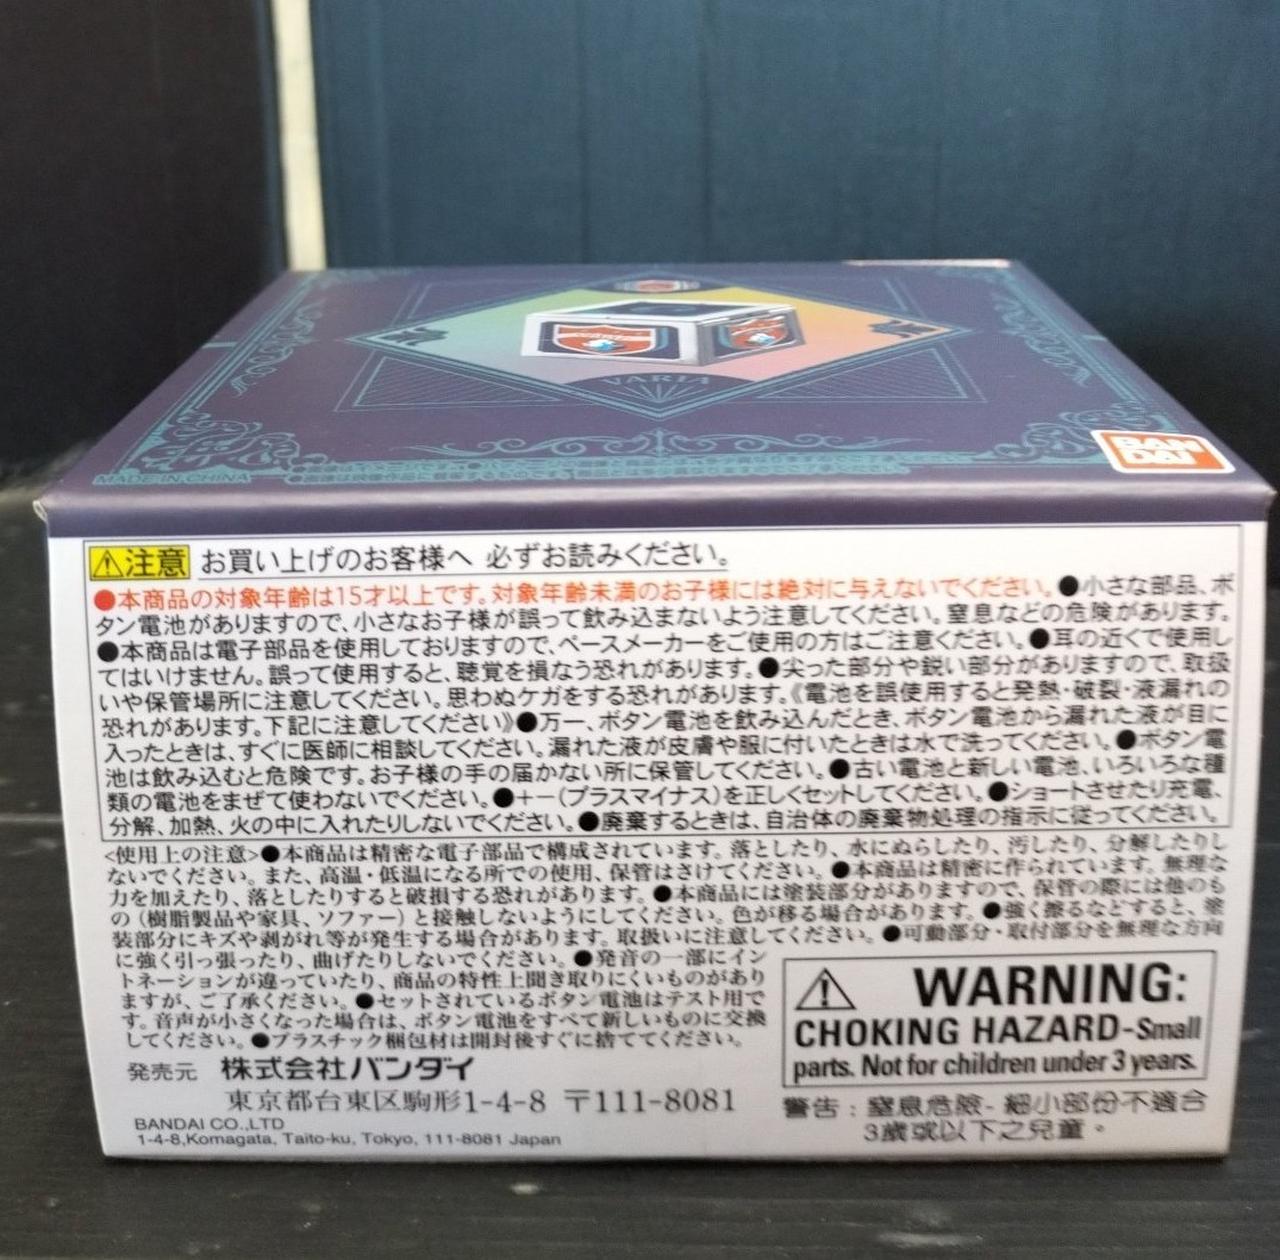 VARIA
BAN
DAI
MADE IN CHINA
⚠注意 お買い上げのお客様へ 必ずお読みください。
●本商品の対象年齢は15才以上です。対象年齢未満のお子様には絶対に与えないでください。●小さな部品、ボ
タン電池がありますので、小さなお子様が誤って飲み込まないよう注意してください。窒息などの危険があります。
●本商品は電子部品を使用しておりますので、ペースメーカーをご使用の方はご注意ください。●耳の近くで使用し
てはいけません。誤って使用すると、聴覚を損なう恐れがあります。●尖った部分や鋭い部分がありますので、取扱
いや保管場所に注意してください。思わぬケガをする恐れがあります。《電池を誤使用すると発熱・破裂・液漏れの
恐れがあります。下記に注意してください》●万一、ボタン電池を飲み込んだとき、ボタン電池から漏れた液が目に
入ったときは、すぐに医師に相談してください。漏れた液が皮膚や服に付いたときは水で洗ってください。●ボタン電
池は飲み込むと危険です。お子様の手の届かない所に保管してください。●古い電池と新しい電池、いろいろな種
類の電池をまぜて使わないでください。●+−(プラスマイナス)を正しくセットしてください。●ショートさせたり充電、
分解、加熱、火の中に入れたりしないでください。●廃棄するときは、自治体の廃棄物処理の指示に従ってください。
<使用上の注意>●本商品は精密な電子部品で構成されています。落としたり、水にぬらしたり、汚したり、分解したりし
ないでください。また、高温・低温になる所での使用、保管はさけてください。●本商品は精密に作られています。無理な
力を加えたり、落としたりすると破損する恐れがあります。●本商品には塗装部分がありますので、保管の際には他のも
の（樹脂製品や家具、ソファー）と接触しないようにしてください。色が移る場合があります。●強く擦るなどすると、塗
装部分にキズや剥がれ等が発生する場合があります。取扱いに注意してください。●可動部分・取付部分を無理な方向
に強く引っ張ったり、曲げたりしないでください。●発音の一部にイン
トネーションが違っていたり、商品の特性上聞き取りにくいものがあり
ますが、ご了承ください。●セットされているボタン電池はテスト用で
す。音声が小さくなった場合は、ボタン電池をすべて新しいものに交換
してください。●プラスチック梱包材は開封後すぐに捨ててください。
発売元 株式会社バンダイ
東京都台東区駒形1-4-8 〒111-8081
BANDAI CO.,LTD
1-4-8,Komagata, Taito-ku, Tokyo, 111-8081 Japan
⚠ WARNING:
CHOKING HAZARD-Small
parts. Not for children under 3 years.
警告：窒息危險- 細小部份不適合
3歲或以下之兒童。